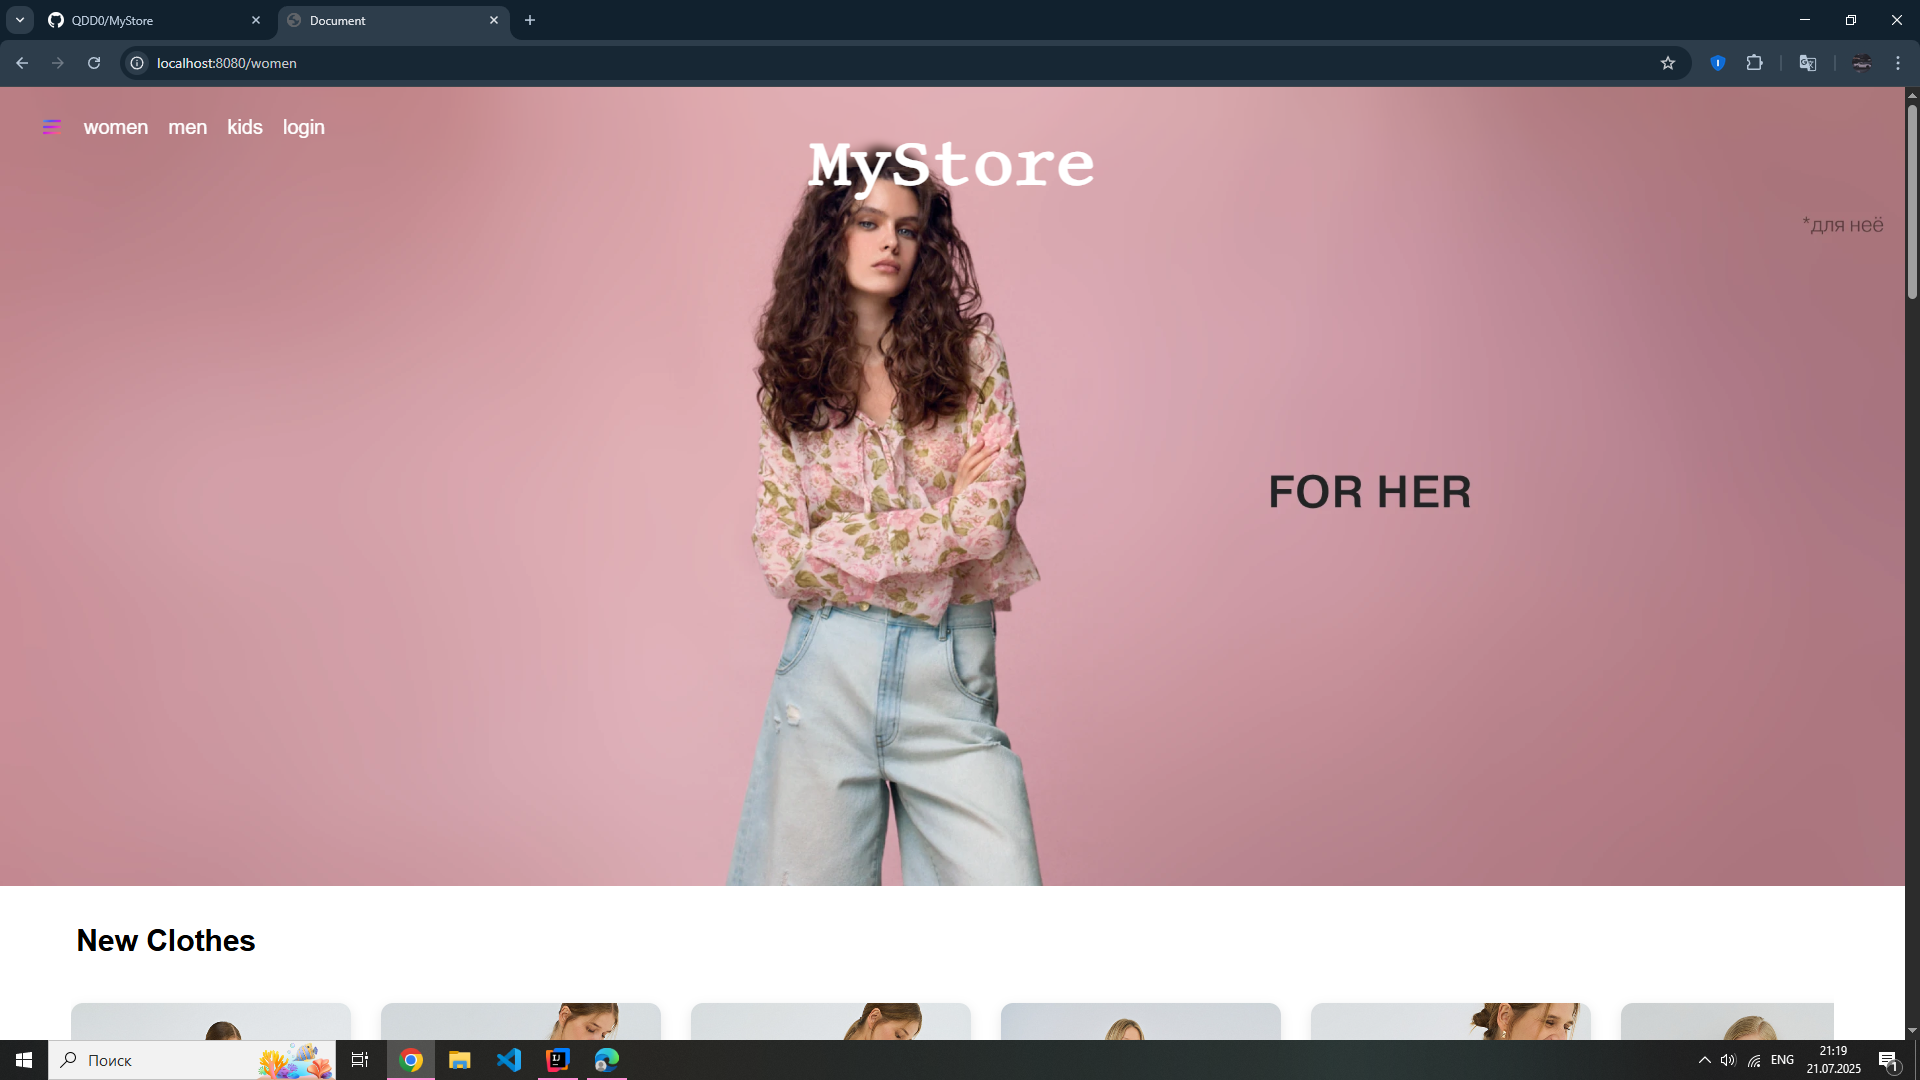 QDD0/MyStore
Document
localhost:8080/women
women men kids login
MyStore
*для неё
FOR HER
New Clothes
Поиск
ENG
21:19
21.07.2025
1